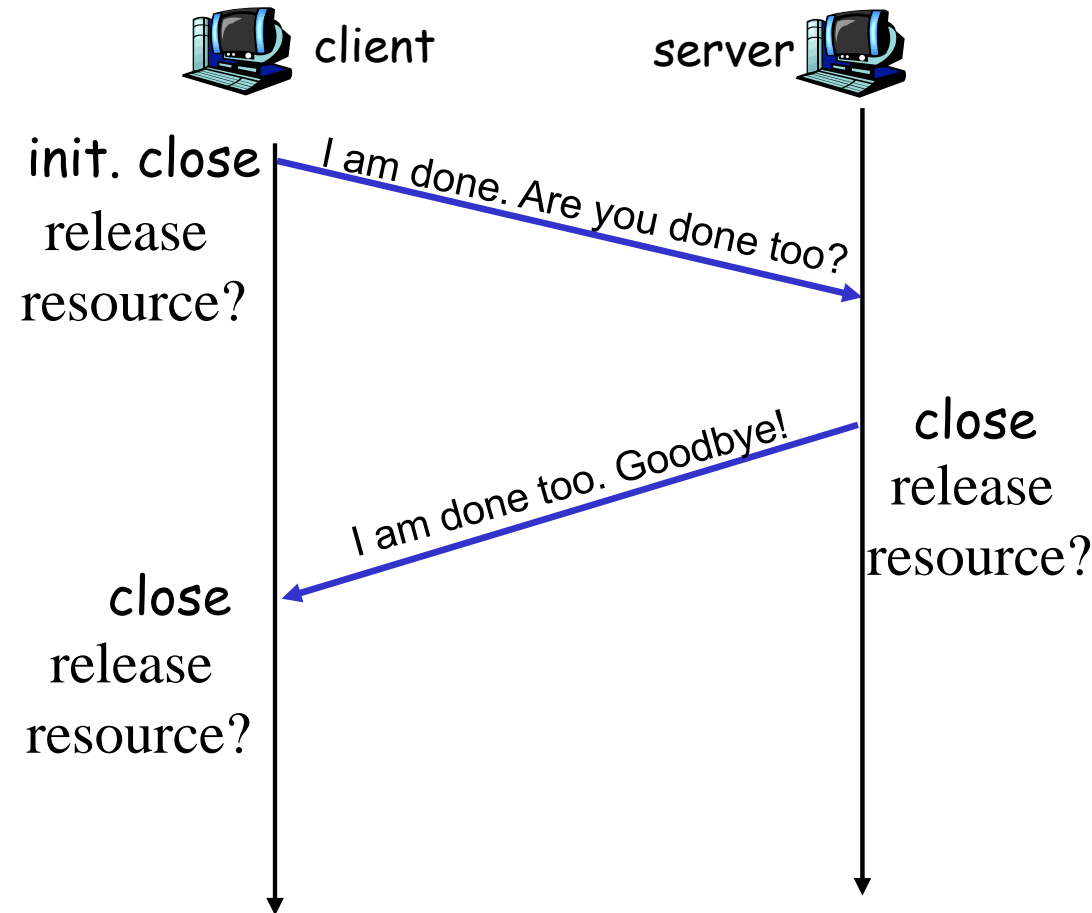 client
server
init. close
release
resource?
I am done. Are you done too?
close
release
resource?
I am done too. Goodbye!
close
release
resource?